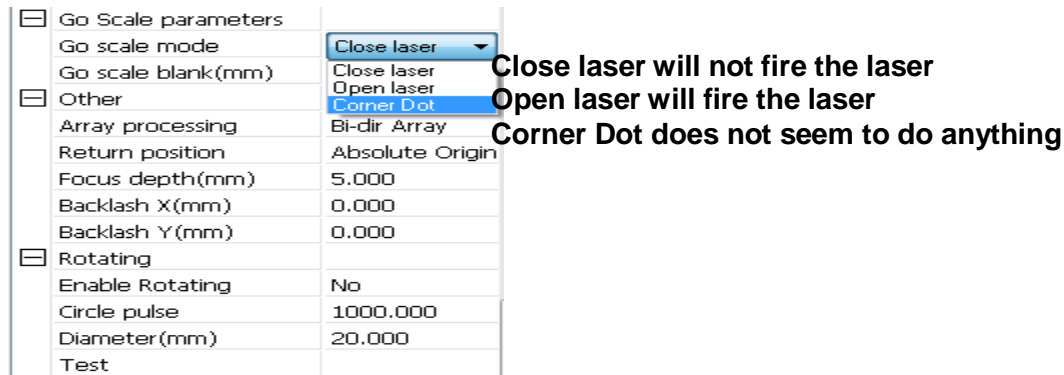 Go Scale parameters
Go scale mode Close laser
Go scale blank(mm) Close laser
Open laser
Other Corner Dot
Array processing Bi-dir Array
Return position Absolute Origin
Focus depth(mm) 5.000
Backlash X(mm) 0.000
Backlash Y(mm) 0.000
Rotating
Enable Rotating No
Circle pulse 1000.000
Diameter(mm) 20.000
Test
Close laser will not fire the laser
Open laser will fire the laser
Corner Dot does not seem to do anything